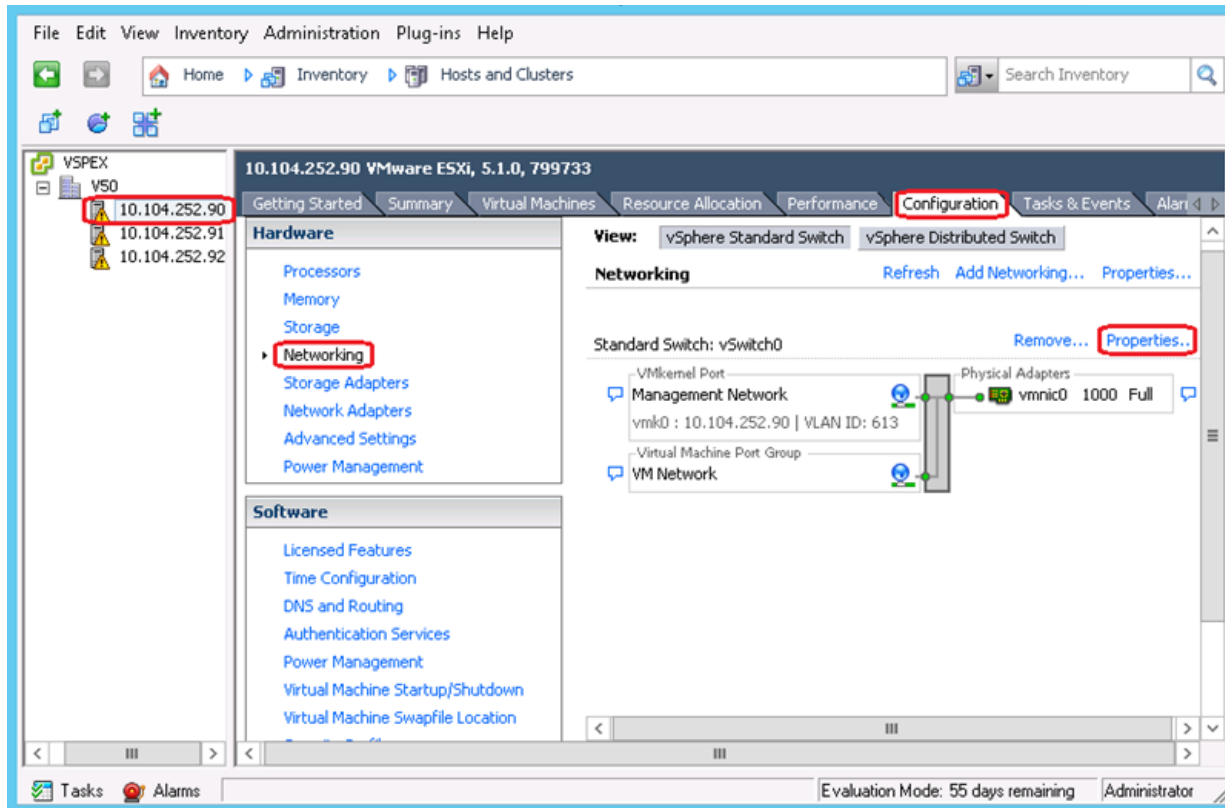 File Edit View Inventory Administration Plug-ins Help
Home Inventory Hosts and Clusters
Search Inventory
VSPEX
V50
10.104.252.90
10.104.252.91
10.104.252.92
10.104.252.90 VMware ESXi, 5.1.0, 799733
Getting Started Summary Virtual Machines Resource Allocation Performance Configuration Tasks & Events Alarr
Hardware
Processors
Memory
Storage
Networking
Storage Adapters
Network Adapters
Advanced Settings
Power Management
Software
Licensed Features
Time Configuration
DNS and Routing
Authentication Services
Power Management
Virtual Machine Startup/Shutdown
Virtual Machine Swapfile Location
View: vSphere Standard Switch vSphere Distributed Switch
Networking Refresh Add Networking... Properties...
Standard Switch: vSwitch0 Remove... Properties..
VMkernel Port
Management Network
vmk0 : 10.104.252.90 | VLAN ID: 613
Virtual Machine Port Group
VM Network
Physical Adapters
vmnic0 1000 Full
Tasks Alarms
Evaluation Mode: 55 days remaining Administrator